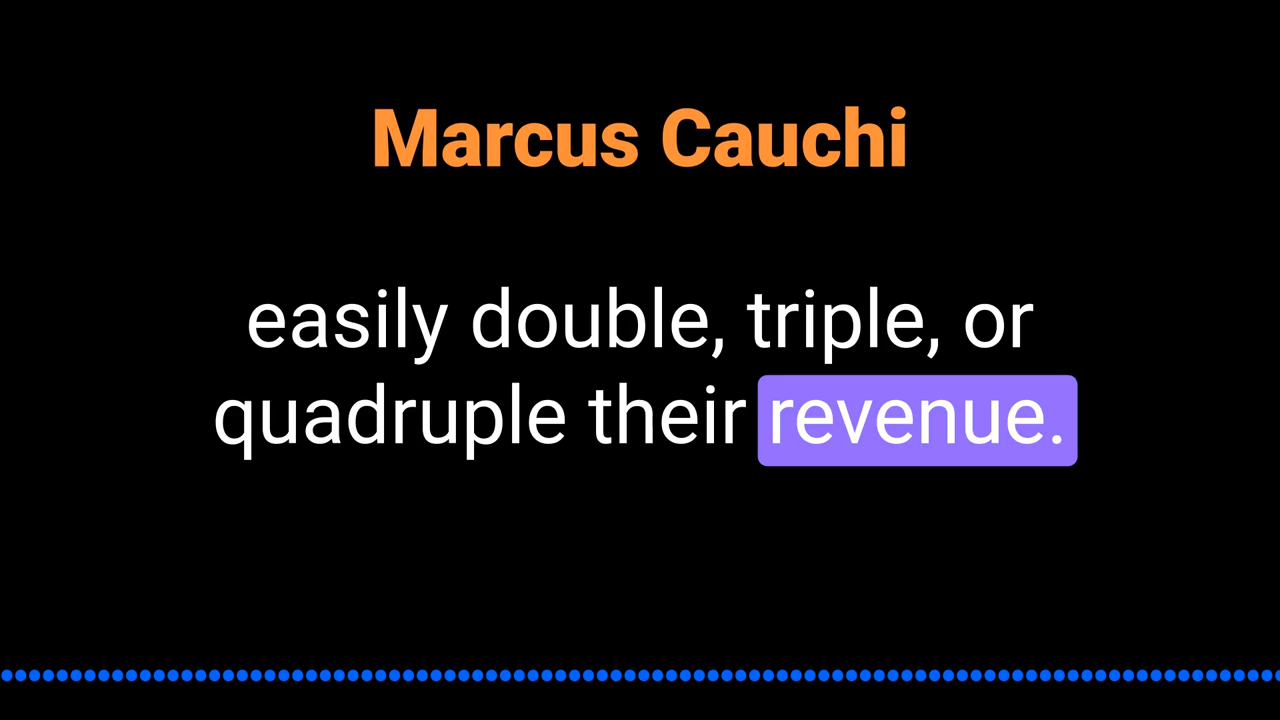 Marcus Cauchi
easily double, triple, or
quadruple their revenue.